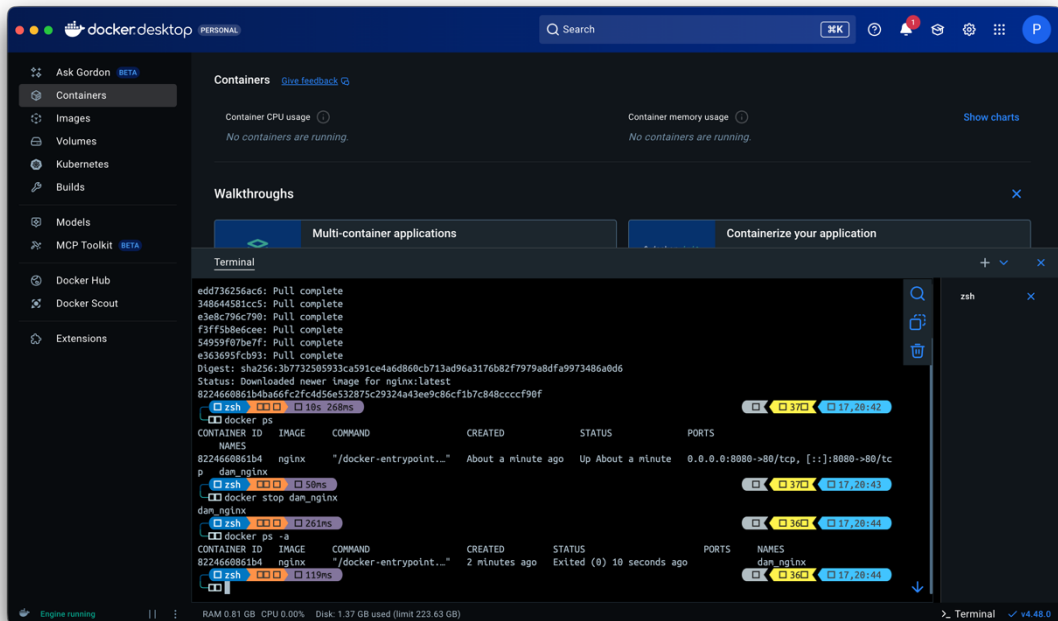 docker.desktop PERSONAL
Search
⌘K
1
P
Ask Gordon BETA
Containers
Images
Volumes
Kubernetes
Builds
Models
MCP Toolkit BETA
Docker Hub
Docker Scout
Extensions
Containers Give feedback
Container CPU usage
No containers are running.
Container memory usage
No containers are running.
Show charts
Walkthroughs
Multi-container applications
Containerize your application
Terminal
zsh
edd736256ac6: Pull complete
348644581cc5: Pull complete
e3e8c796c790: Pull complete
f3ff5b8e6cee: Pull complete
54959f07be7f: Pull complete
e363695fcb93: Pull complete
Digest: sha256:3b7732505933ca591ce4a6d860cb713ad96a3176b82f7979a8dfa9973486a0d6
Status: Downloaded newer image for nginx:latest
8224660861b4ba66fc2fc4d56e532875c29324a43ee9c86cf1b7c848ccccf90f
zsh 10s 268ms 37 17,20:42
docker ps
CONTAINER ID IMAGE COMMAND CREATED STATUS PORTS
NAMES
8224660861b4 nginx "/docker-entrypoint.…" About a minute ago Up About a minute 0.0.0.0:8080->80/tcp, [::]:8080->80/tc
p dam_nginx
zsh 50ms 37 17,20:43
docker stop dam_nginx
dam_nginx
zsh 261ms 36 17,20:44
docker ps -a
CONTAINER ID IMAGE COMMAND CREATED STATUS PORTS NAMES
8224660861b4 nginx "/docker-entrypoint.…" 2 minutes ago Exited (0) 10 seconds ago dam_nginx
zsh 119ms 36 17,20:44
Engine running
RAM 0.81 GB CPU 0.00% Disk: 1.37 GB used (limit 223.63 GB)
Terminal
v4.48.0